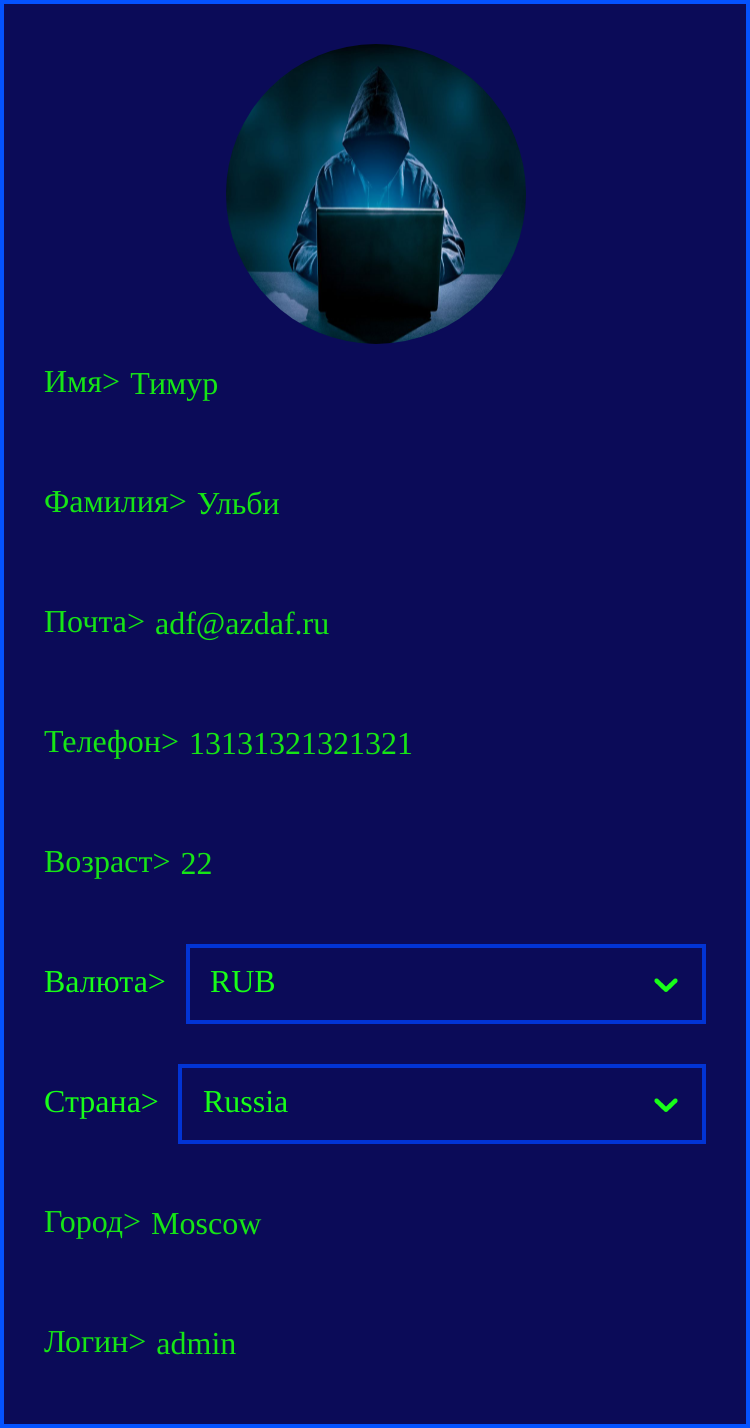 Имя> Тимур
Фамилия> Ульби
Почта> adf@azdaf.ru
Телефон> 13131321321321
Возраст> 22
Валюта> RUB
Страна> Russia
Город> Moscow
Логин> admin